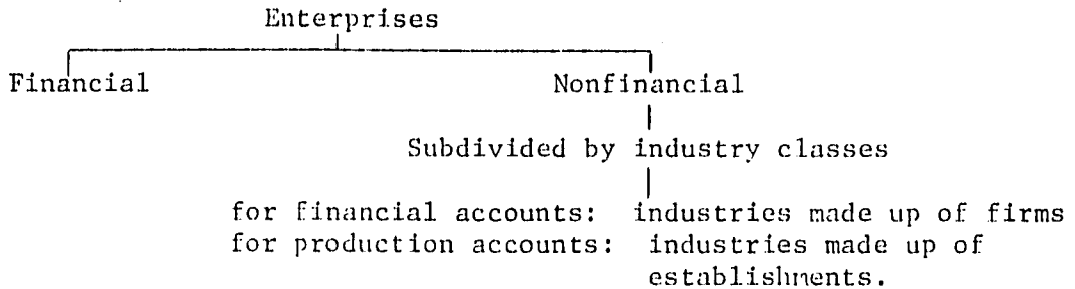 Enterprises
Financial Nonfinancial
Subdivided by industry classes
for financial accounts: industries made up of firms
for production accounts: industries made up of
establishments.